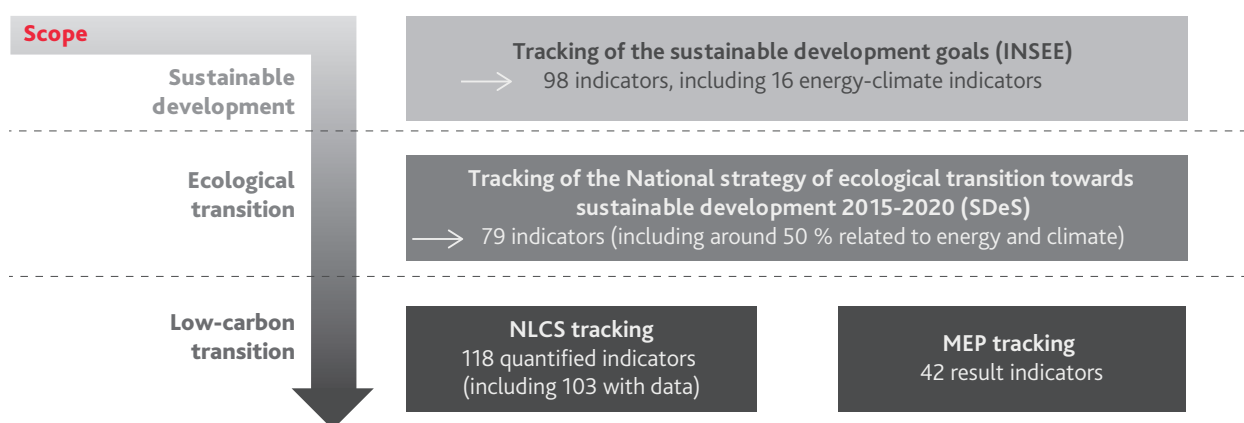 Scope
Sustainable
development
Tracking of the sustainable development goals (INSEE)
98 indicators, including 16 energy-climate indicators
Ecological
transition
Tracking of the National strategy of ecological transition towards
sustainable development 2015-2020 (SDeS)
79 indicators (including around 50 % related to energy and climate)
Low-carbon
transition
NLCS tracking
118 quantified indicators
(including 103 with data)
MEP tracking
42 result indicators